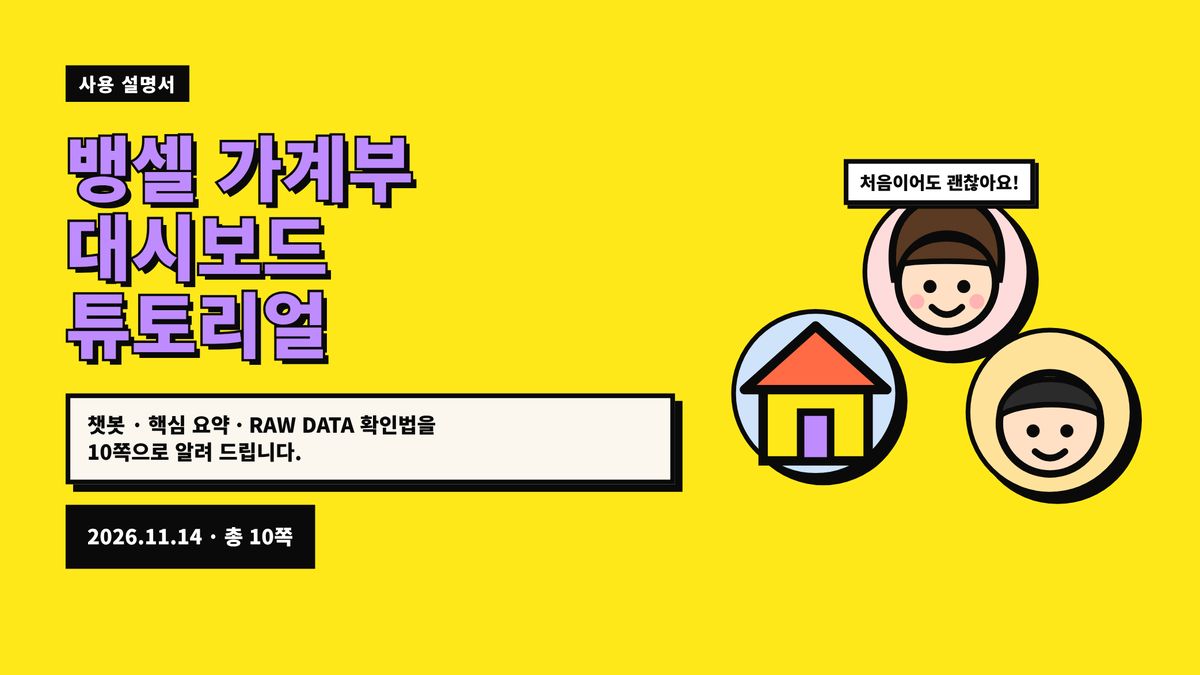 사용 설명서
뱅셀 가계부
대시보드
튜토리얼
챗봇 · 핵심 요약 · RAW DATA 확인법을
10쪽으로 알려 드립니다.
2026.11.14 · 총 10쪽
처음이어도 괜찮아요!